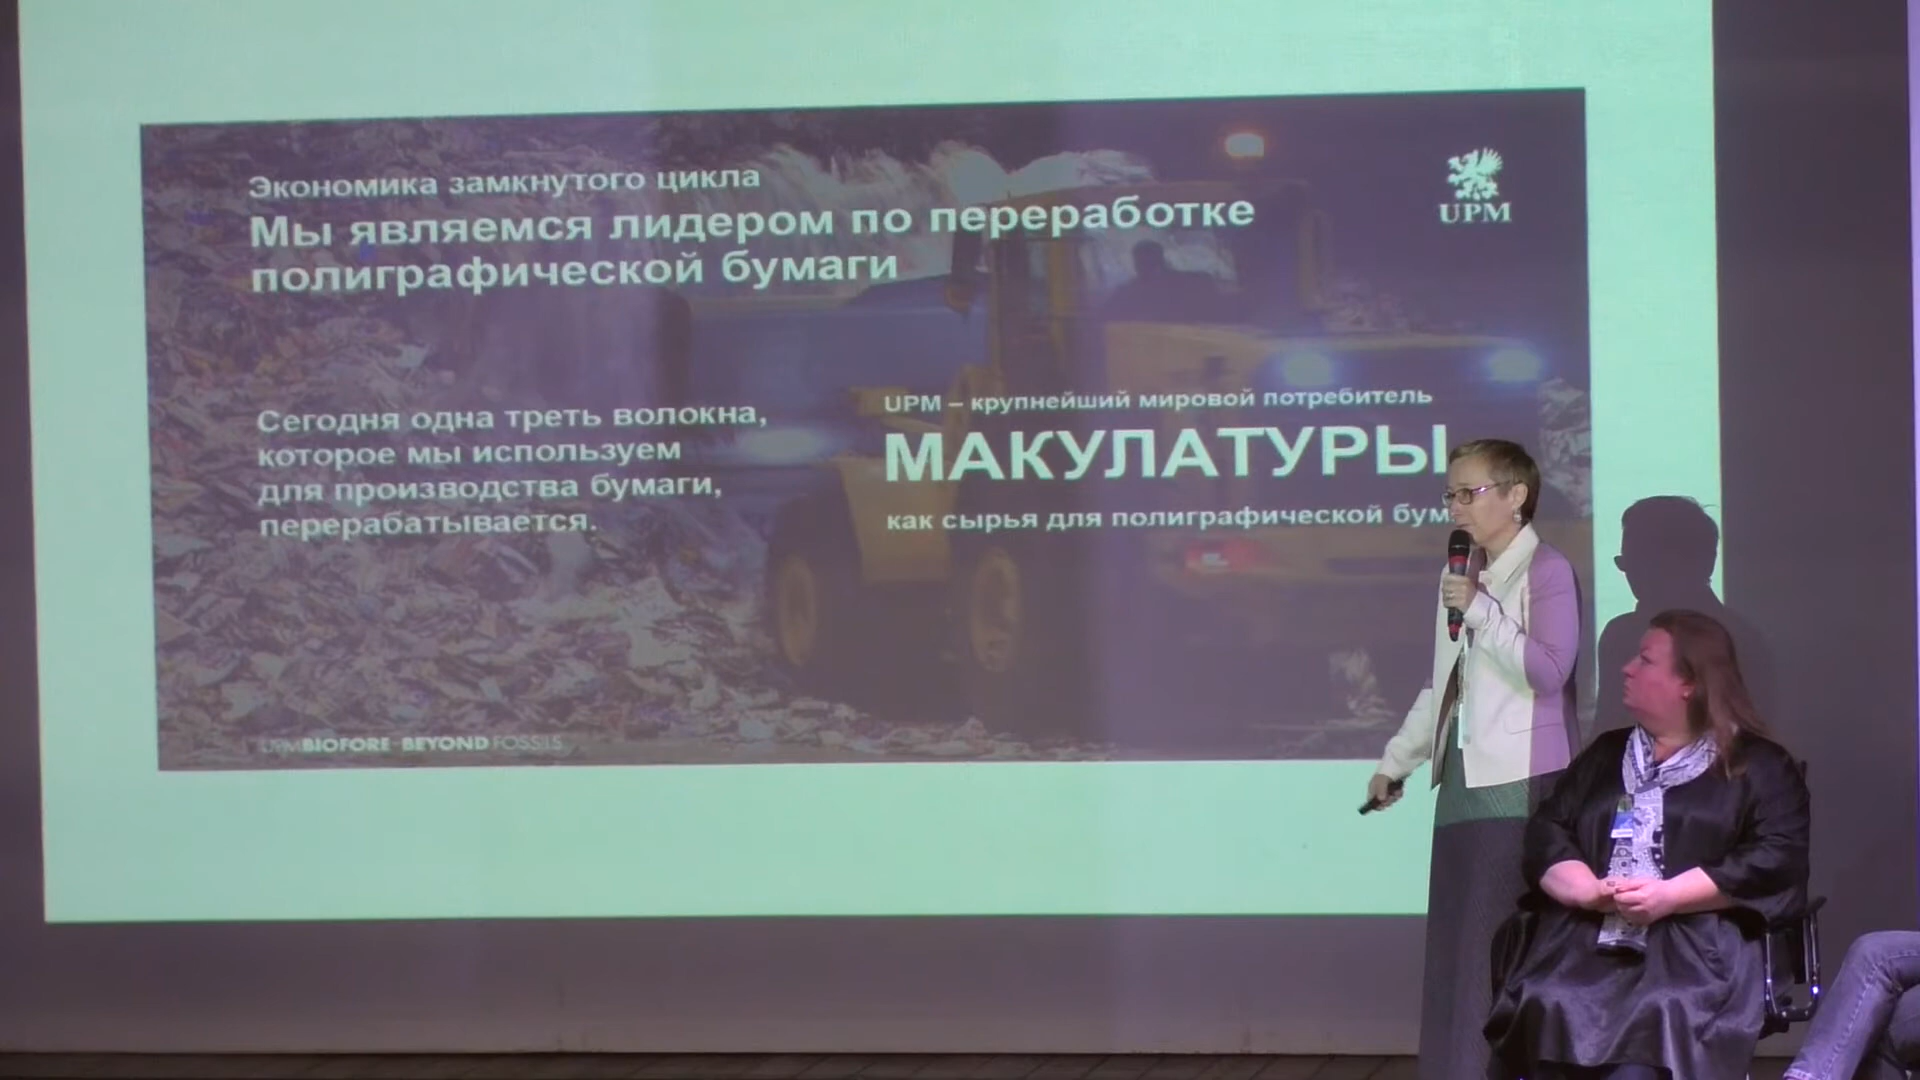 Экономика замкнутого цикла
Мы являемся лидером по переработке
полиграфической бумаги
UPM
Сегодня одна треть волокна,
которое мы используем
для производства бумаги,
перерабатывается.
UPM – крупнейший мировой потребитель
МАКУЛАТУРЫ
как сырья для полиграфической бум
UPM BIOFORE BEYOND FOSSILS